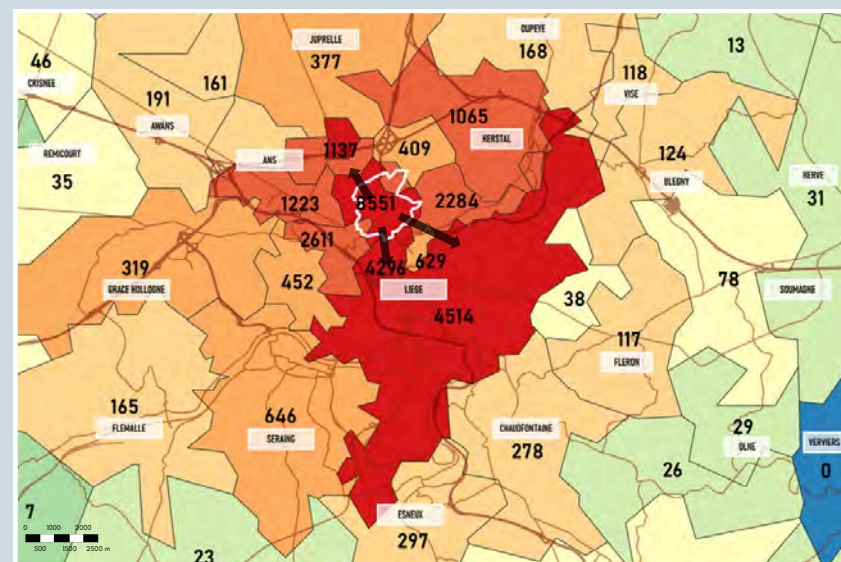 46
CRISNEE
JUPRELLE
377
OUPEYE
168
13
161
191
AWANS
118
VISE
1065
HERSTAL
1137
409
ANS
REMICOURT
35
124
BLEGNY
HERVE
31
1223
8551
2284
2611
319
GRACE HOLLOGNE
452
4296
629
LIEGE
78
SOUMAGNE
38
4514
117
FLERON
165
FLEMALLE
646
SERAING
CHAUDFONTAINE
278
29
OLNE
26
VERVIERS
0
7
0 1000 2000
500 1500 2500 m
ESNEUX
297
23